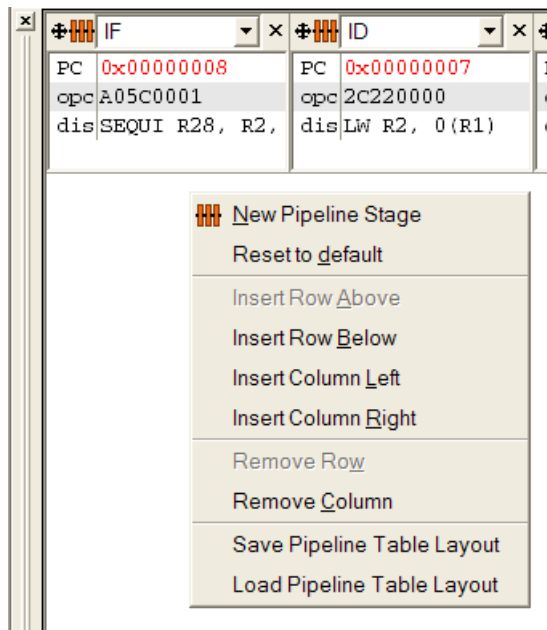 IF
ID
PC 0x00000008
PC 0x00000007
opc A05C0001
opc 2C220000
dis SEQUI R28, R2,
dis LW R2, 0(R1)
New Pipeline Stage
Reset to default
Insert Row Above
Insert Row Below
Insert Column Left
Insert Column Right
Remove Row
Remove Column
Save Pipeline Table Layout
Load Pipeline Table Layout